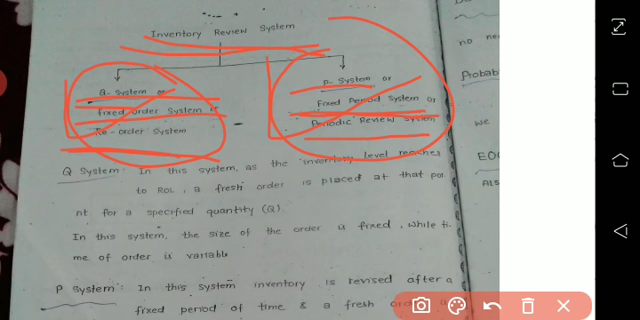 Inventory Review System
Q- System or
Fixed order System or
Re-order System
P- System or
Fixed Period System or
Periodic Review System
Q System: In this system, as the inventory level reaches
to ROL, a fresh order is placed at that poi
nt for a specified quantity (Q).
In this system, the size of the order is fixed, while ti
me of order is variable
P System: In this system inventory is revised after a
fixed period of time & a fresh
no
Probab
We
EOQ
Als